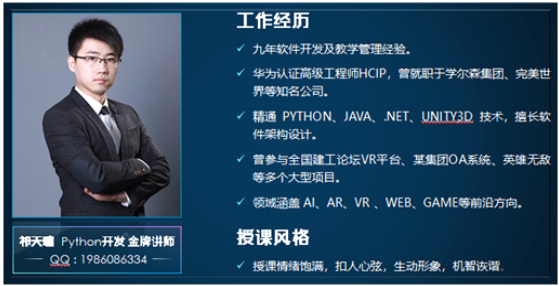 工作经历
✓ 九年软件开发及教学管理经验。
✓ 华为认证高级工程师HCIP，曾就职于学尔森集团、完美世
界等知名公司。
✓ 精通 PYTHON、JAVA、.NET、UNITY3D 技术，擅长软
件架构设计。
✓ 曾参与全国建工论坛VR平台、某集团OA系统、英雄无敌
等多个大型项目。
✓ 领域涵盖 AI、AR、VR 、WEB、GAME等前沿方向。
授课风格
✓ 授课情绪饱满，扣人心弦，生动形象，机智诙谐。
祁天暄 Python开发 金牌讲师
QQ：1986086334